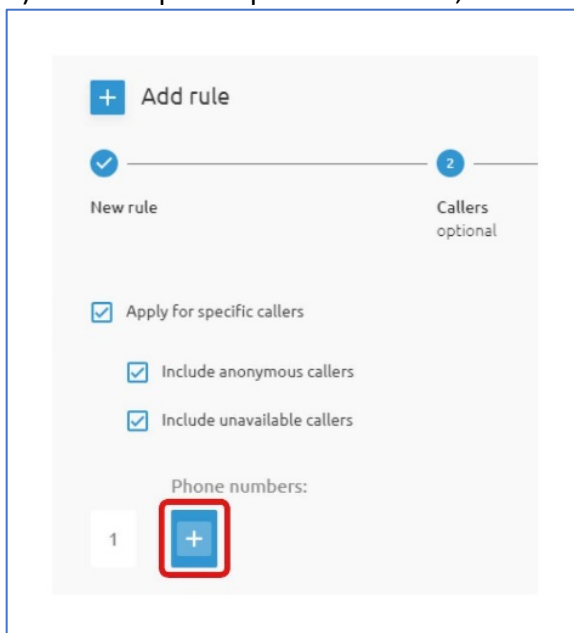 + Add rule
2
New rule
Callers
optional
Apply for specific callers
Include anonymous callers
Include unavailable callers
Phone numbers:
1 +